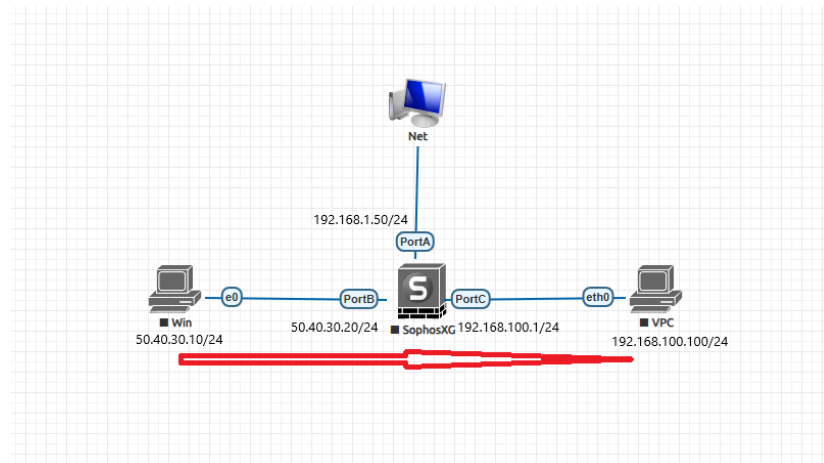 Net
192.168.1.50/24
PortA
e0
PortB
S
PortC
eth0
Win
50.40.30.20/24
SophosXG
192.168.100.1/24
VPC
50.40.30.10/24
192.168.100.100/24